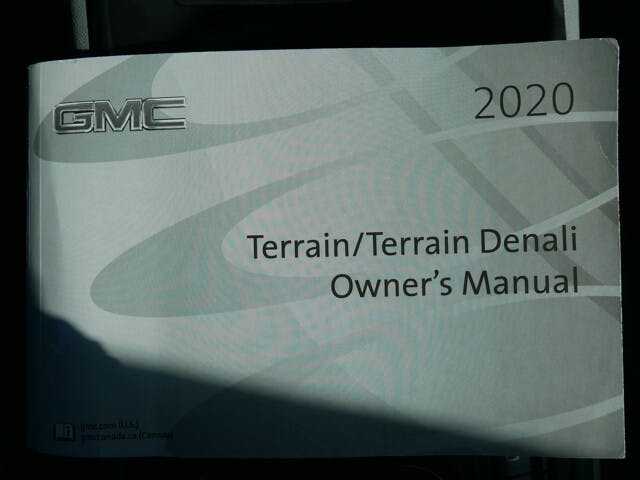 GMC
2020
Terrain/Terrain Denali
Owner's Manual
gmc.com (U.S.)
gmccanada.ca (Canada)